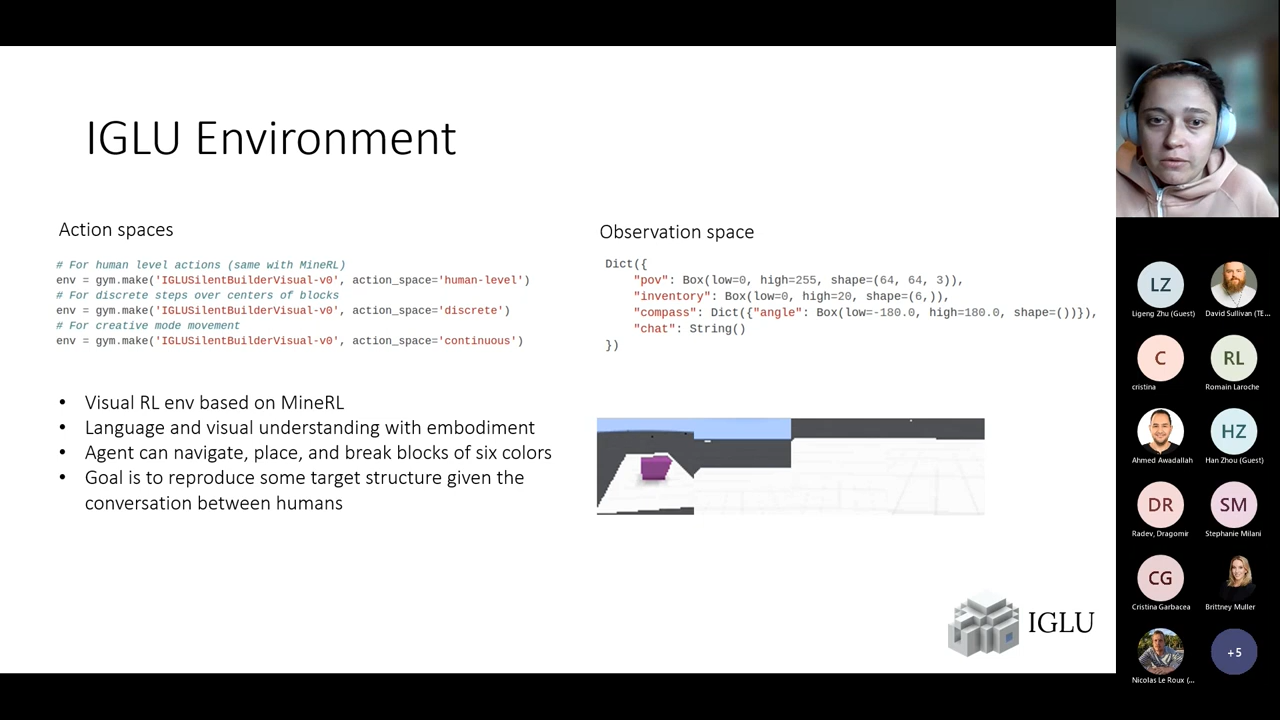 IGLU Environment
Action spaces
# For human level actions (same with MineRL)
env = gym.make('IGLUSilentBuilderVisual-v0', action_space='human-level')
# For discrete steps over centers of blocks
env = gym.make('IGLUSilentBuilderVisual-v0', action_space='discrete')
# For creative mode movement
env = gym.make('IGLUSilentBuilderVisual-v0', action_space='continuous')
• Visual RL env based on MineRL
• Language and visual understanding with embodiment
• Agent can navigate, place, and break blocks of six colors
• Goal is to reproduce some target structure given the
conversation between humans
Observation space
Dict({
"pov": Box(low=0, high=255, shape=(64, 64, 3)),
"inventory": Box(low=0, high=20, shape=(6,)),
"compass": Dict({"angle": Box(low=-180.0, high=180.0, shape=())}),
"chat": String()
})
IGLU
LZ
Ligeng Zhu (Guest)
David Sullivan (TE...
C
cristina
RL
Romain Laroche
Ahmed Awadallah
HZ
Han Zhou (Guest)
DR
Radev, Dragomir
SM
Stephanie Milani
CG
Cristina Garbacea
Brittney Muller
Nicolas Le Roux (...
+5